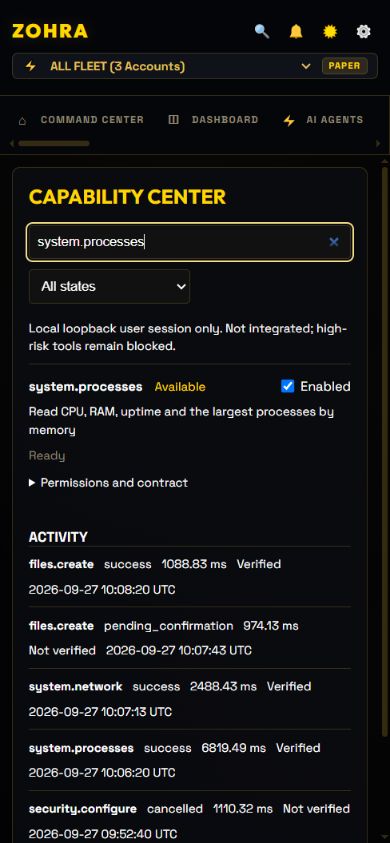 ZOHRA
ALL FLEET (3 Accounts)
PAPER
COMMAND CENTER
DASHBOARD
AI AGENTS
CAPABILITY CENTER
system.processes
All states
Local loopback user session only. Not integrated; high-
risk tools remain blocked.
system.processes Available Enabled
Read CPU, RAM, uptime and the largest processes by
memory
Ready
Permissions and contract
ACTIVITY
files.create success 1088.83 ms Verified
2026-09-27 10:08:20 UTC
files.create pending_confirmation 974.13 ms
Not verified 2026-09-27 10:07:43 UTC
system.network success 2488.43 ms Verified
2026-09-27 10:07:13 UTC
system.processes success 6819.49 ms Verified
2026-09-27 10:06:20 UTC
security.configure cancelled 1110.32 ms Not verified
2026-09-27 09:52:40 UTC